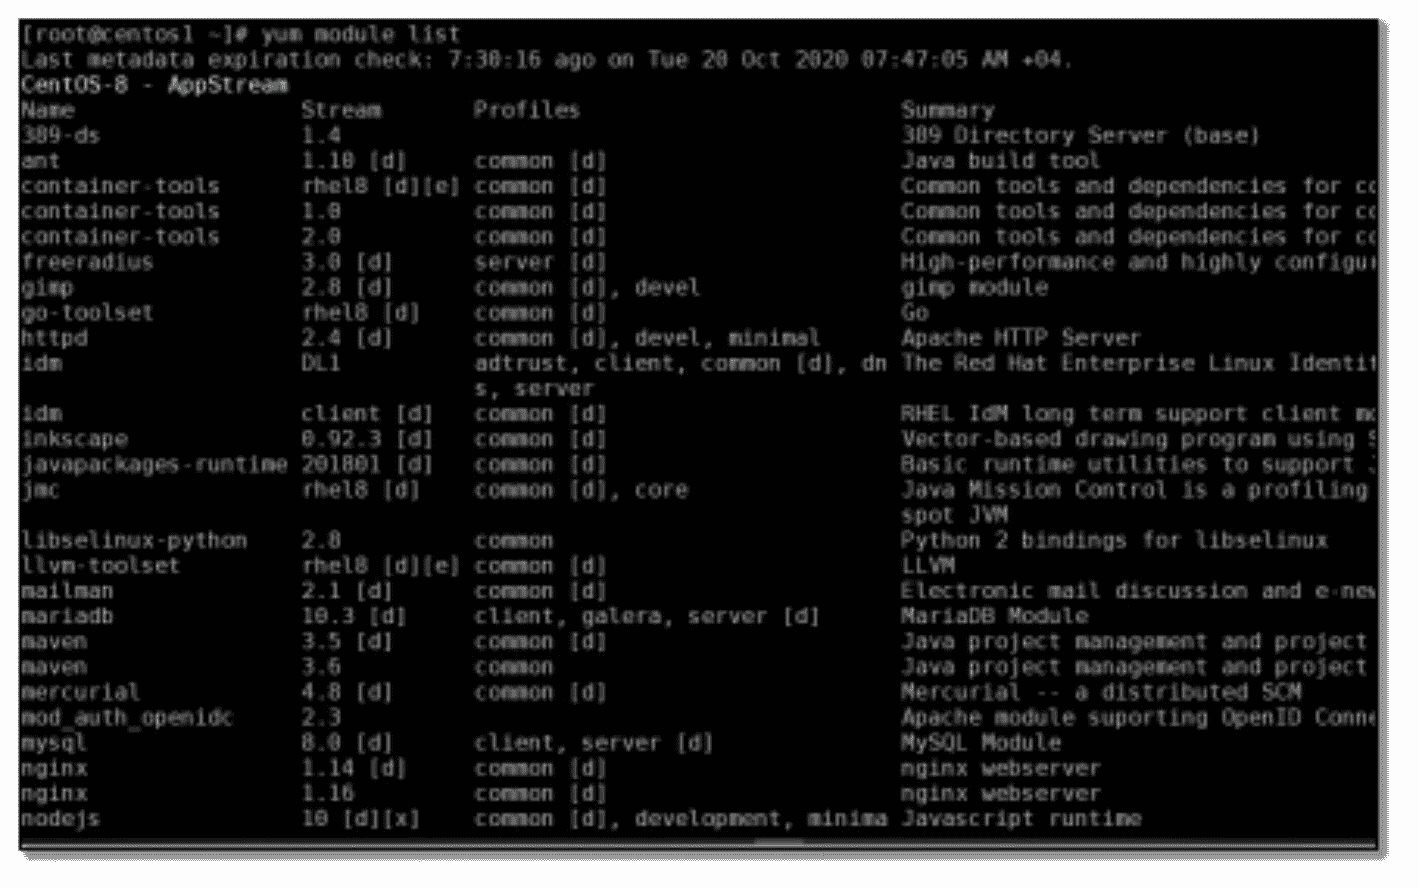 [root@centos1 ~]# yum module list
Last metadata expiration check: 7:30:16 ago on Tue 20 Oct 2020 07:47:05 AM +04.
CentOS-8 - AppStream
Name Stream Profiles Summary
389-ds 1.4 389 Directory Server (base)
ant 1.10 [d] common [d] Java build tool
container-tools rhel8 [d][e] common [d] Common tools and dependencies for co
container-tools 1.0 common [d] Common tools and dependencies for co
container-tools 2.0 common [d] Common tools and dependencies for co
freeradius 3.0 [d] server [d] High-performance and highly configur
gimp 2.8 [d] common [d], devel gimp module
go-toolset rhel8 [d] common [d] Go
httpd 2.4 [d] common [d], devel, minimal Apache HTTP Server
idm DL1 adtrust, client, common [d], dn The Red Hat Enterprise Linux Identit
s, server
idm client [d] common [d] RHEL IdM long term support client mo
inkscape 0.92.3 [d] common [d] Vector-based drawing program using S
javapackages-runtime 201801 [d] common [d] Basic runtime utilities to support J
jmc rhel8 [d] common [d], core Java Mission Control is a profiling
spot JVM
libselinux-python 2.8 common Python 2 bindings for libselinux
llvm-toolset rhel8 [d][e] common [d] LLVM
mailman 2.1 [d] common [d] Electronic mail discussion and e-new
mariadb 10.3 [d] client, galera, server [d] MariaDB Module
maven 3.5 [d] common [d] Java project management and project
maven 3.6 common Java project management and project
mercurial 4.8 [d] common [d] Mercurial -- a distributed SCM
mod_auth_openidc 2.3 Apache module suporting OpenID Conne
mysql 8.0 [d] client, server [d] MySQL Module
nginx 1.14 [d] common [d] nginx webserver
nginx 1.16 common [d] nginx webserver
nodejs 10 [d][x] common [d], development, minima Javascript runtime